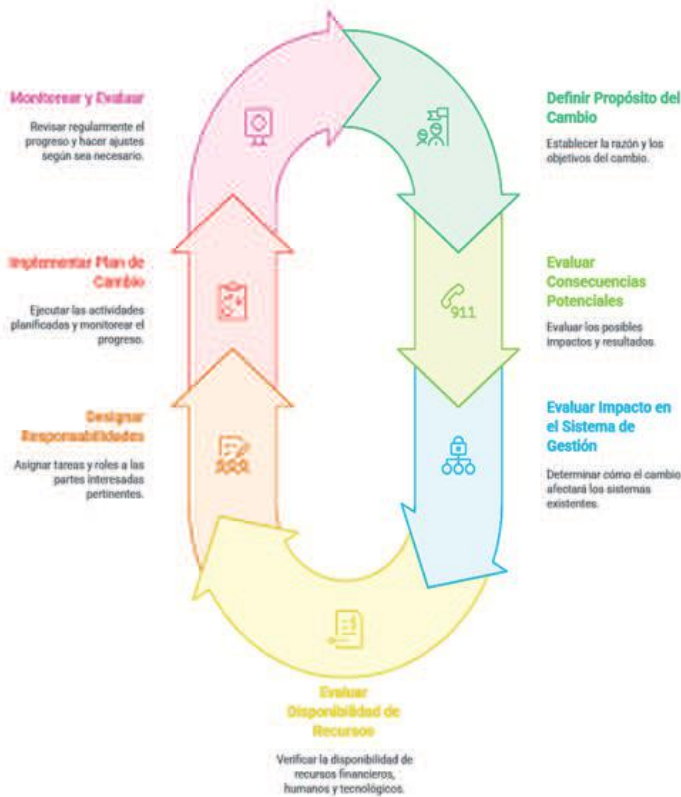 Definir Propósito del
Cambio
Establecer la razón y los
objetivos del cambio.
Evaluar
Consecuencias
Potenciales
Evaluar los posibles
impactos y resultados.
911
Evaluar Impacto en
el Sistema de
Gestión
Determinar cómo el cambio
afectará los sistemas
existentes.
Evaluar
Disponibilidad de
Recursos
Verificar la disponibilidad de
recursos financieros,
humanos y tecnológicos.
Designar
Responsabilidades
Asignar tareas y roles a las
partes interesadas
pertinentes.
Implementar Plan de
Cambio
Ejecutar las actividades
planificadas y monitorear el
progreso.
Monitorear y Evaluar
Revisar regularmente el
progreso y hacer ajustes
según sea necesario.